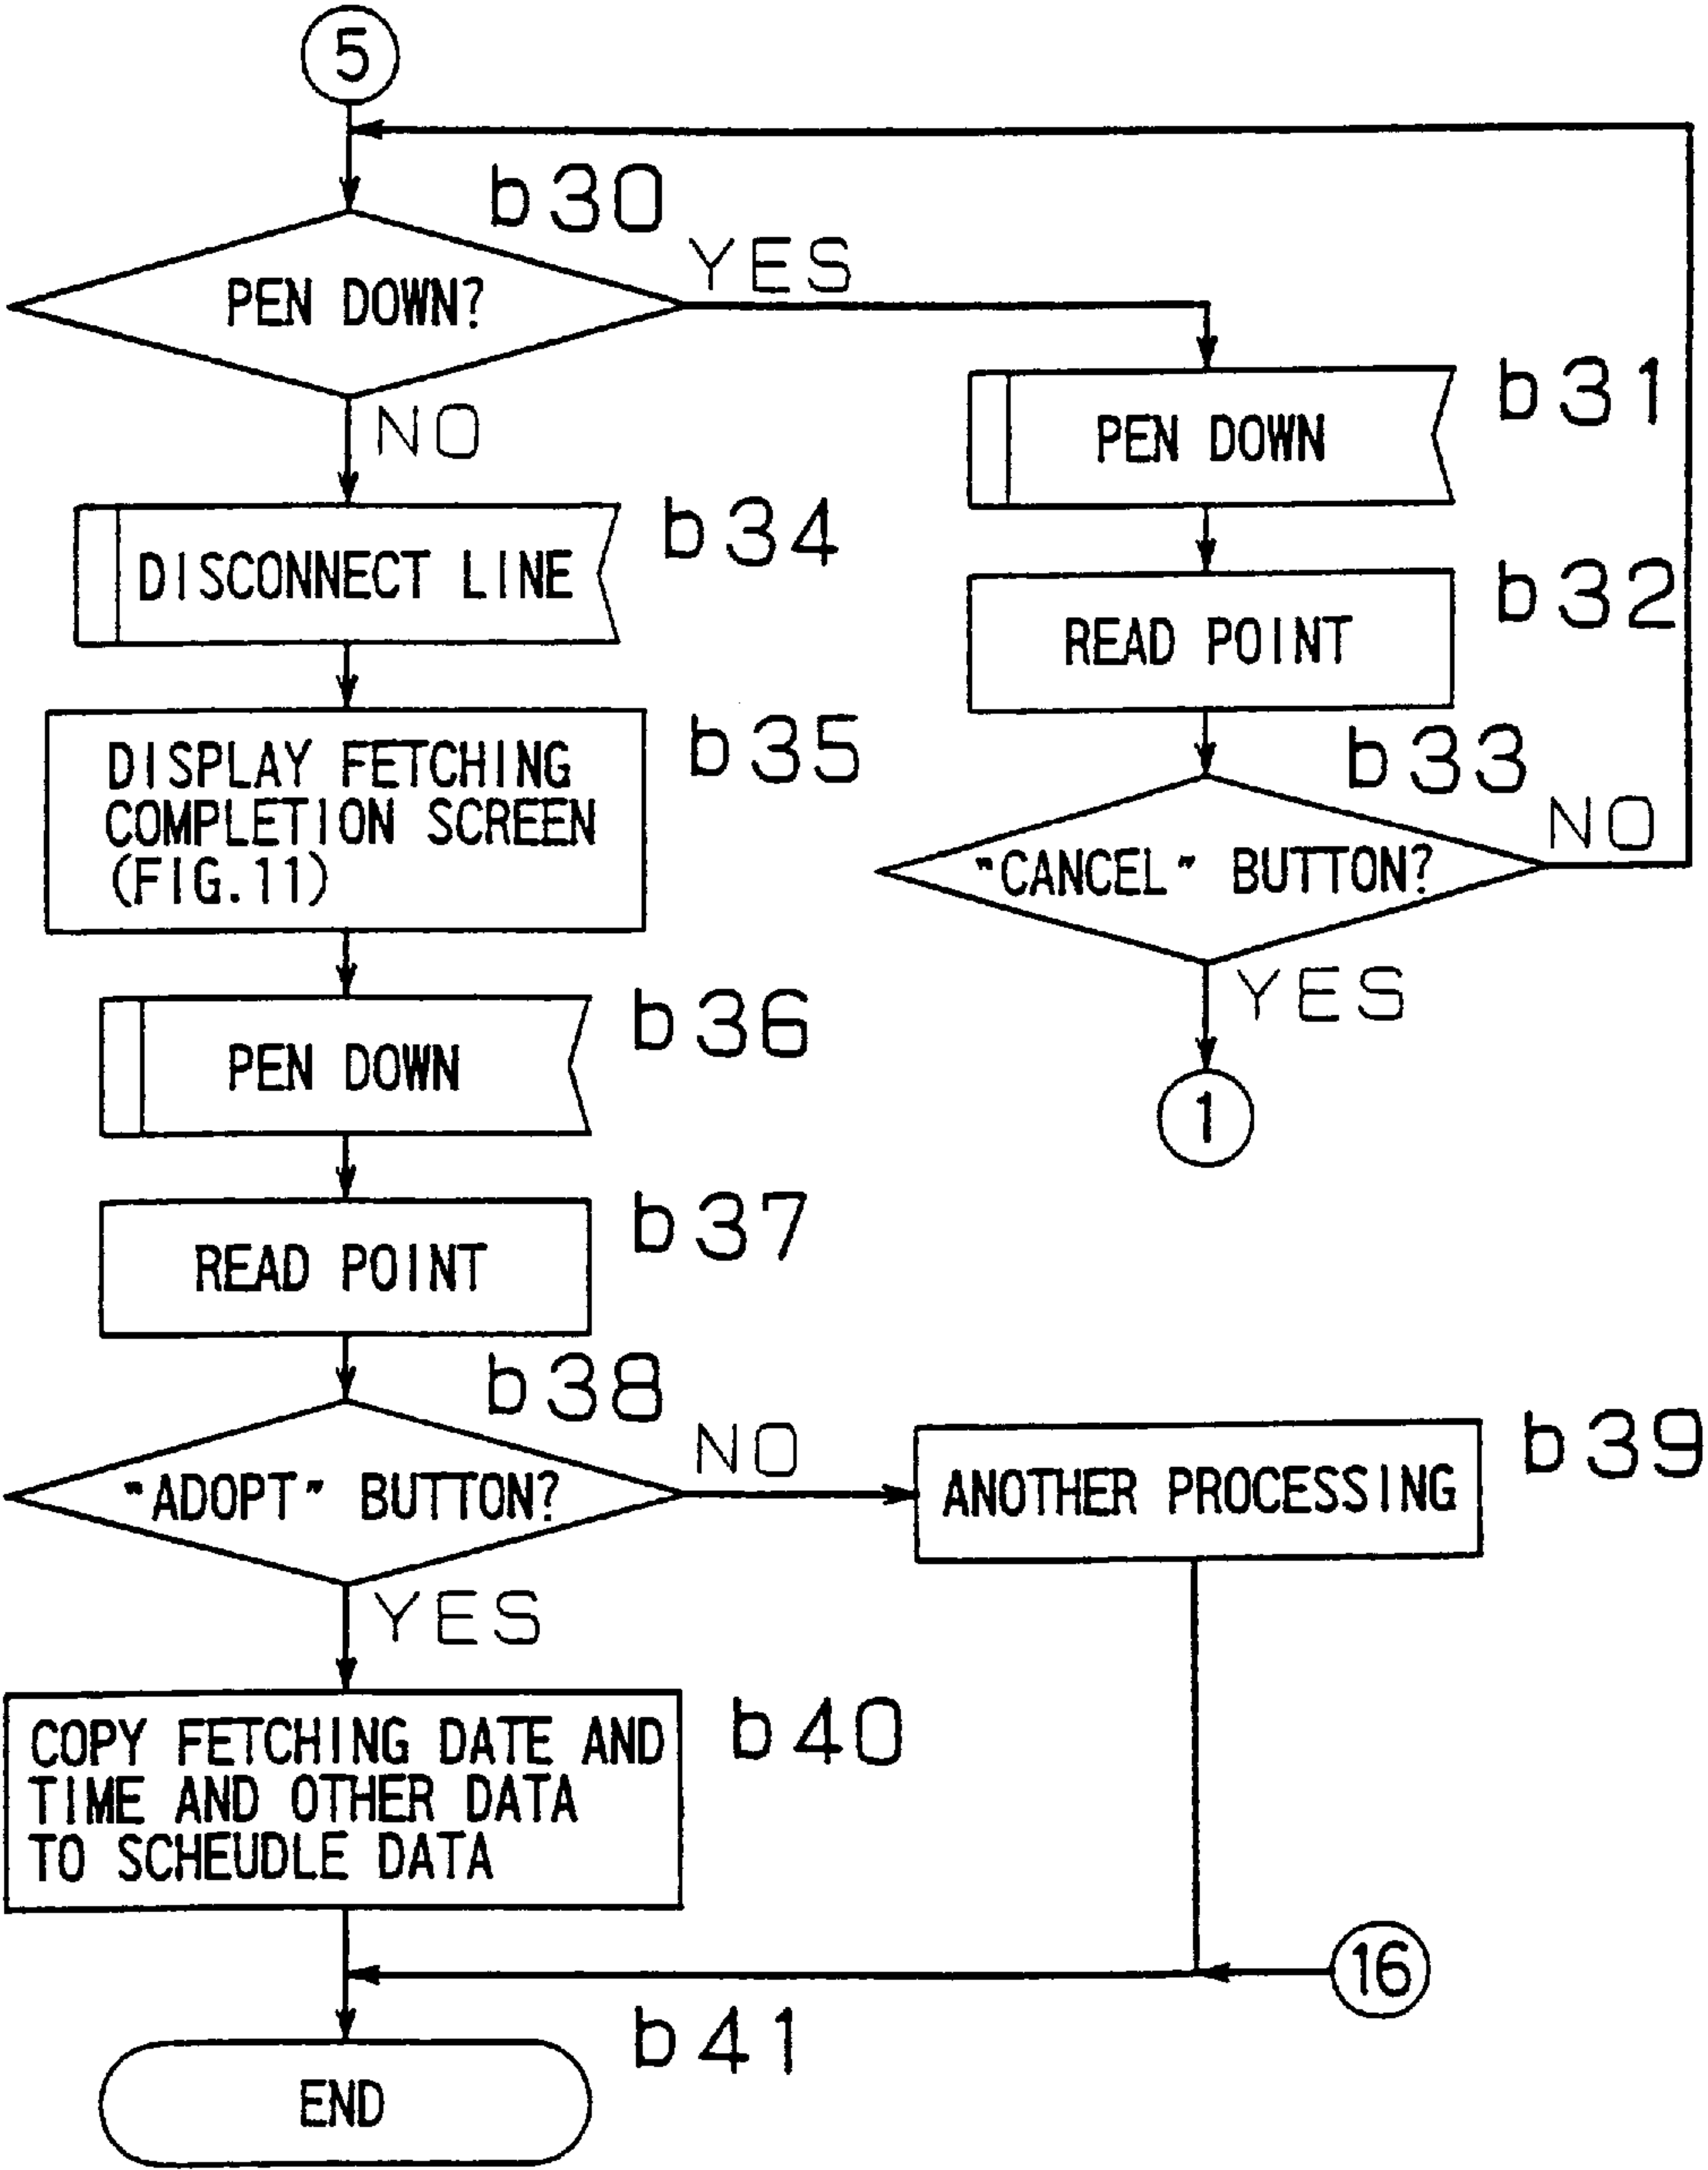 5
b30
PEN DOWN?
YES
NO
b31
PEN DOWN
b32
READ POINT
b33
"CANCEL" BUTTON?
NO
YES
1
b34
DISCONNECT LINE
b35
DISPLAY FETCHING
COMPLETION SCREEN
(FIG.11)
b36
PEN DOWN
b37
READ POINT
b38
"ADOPT" BUTTON?
NO
YES
b39
ANOTHER PROCESSING
b40
COPY FETCHING DATE AND
TIME AND OTHER DATA
TO SCHEUDLE DATA
16
b41
END